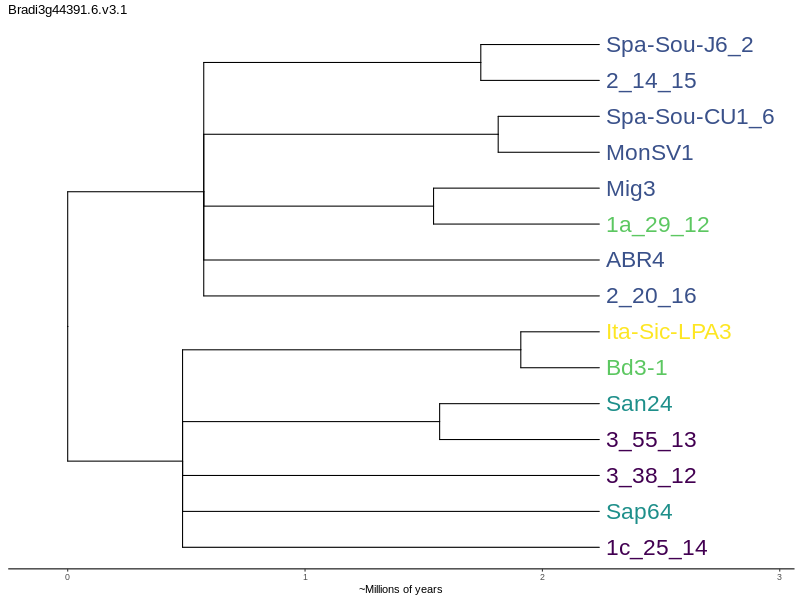 Bradi3g44391.6.v3.1
Spa-Sou-J6_2
2_14_15
Spa-Sou-CU1_6
MonSV1
Mig3
1a_29_12
ABR4
2_20_16
Ita-Sic-LPA3
Bd3-1
San24
3_55_13
3_38_12
Sap64
1c_25_14
0 1 2 3
~Millions of years